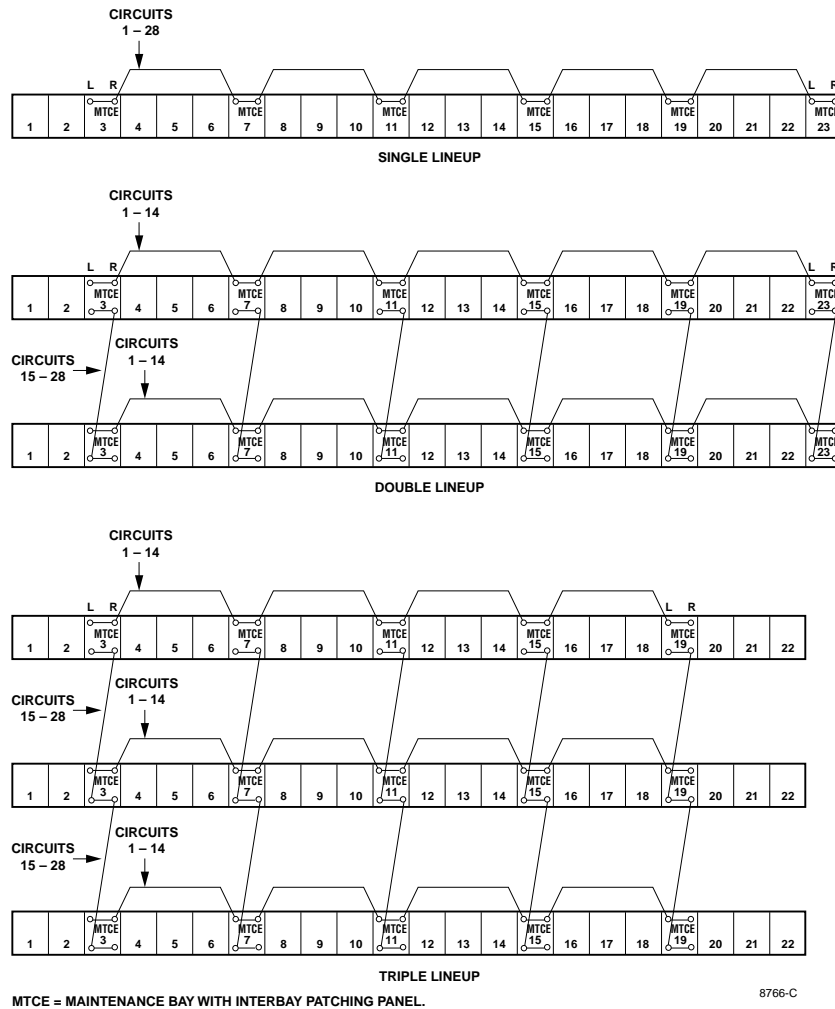 CIRCUITS
1 – 28
L R L R
MTCE MTCE MTCE MTCE MTCE MTCE
1 2 3 4 5 6 7 8 9 10 11 12 13 14 15 16 17 18 19 20 21 22 23
SINGLE LINEUP
CIRCUITS
1 – 14
L R L R
MTCE MTCE MTCE MTCE MTCE MTCE
1 2 3 4 5 6 7 8 9 10 11 12 13 14 15 16 17 18 19 20 21 22 23
CIRCUITS
15 – 28
CIRCUITS
1 – 14
MTCE MTCE MTCE MTCE MTCE MTCE
1 2 3 4 5 6 7 8 9 10 11 12 13 14 15 16 17 18 19 20 21 22 23
DOUBLE LINEUP
CIRCUITS
1 – 14
L R L R
MTCE MTCE MTCE MTCE MTCE
1 2 3 4 5 6 7 8 9 10 11 12 13 14 15 16 17 18 19 20 21 22
CIRCUITS
15 – 28
CIRCUITS
1 – 14
MTCE MTCE MTCE MTCE MTCE
1 2 3 4 5 6 7 8 9 10 11 12 13 14 15 16 17 18 19 20 21 22
CIRCUITS
15 – 28
CIRCUITS
1 – 14
MTCE MTCE MTCE MTCE MTCE
1 2 3 4 5 6 7 8 9 10 11 12 13 14 15 16 17 18 19 20 21 22
TRIPLE LINEUP
8766-C
MTCE = MAINTENANCE BAY WITH INTERBAY PATCHING PANEL.